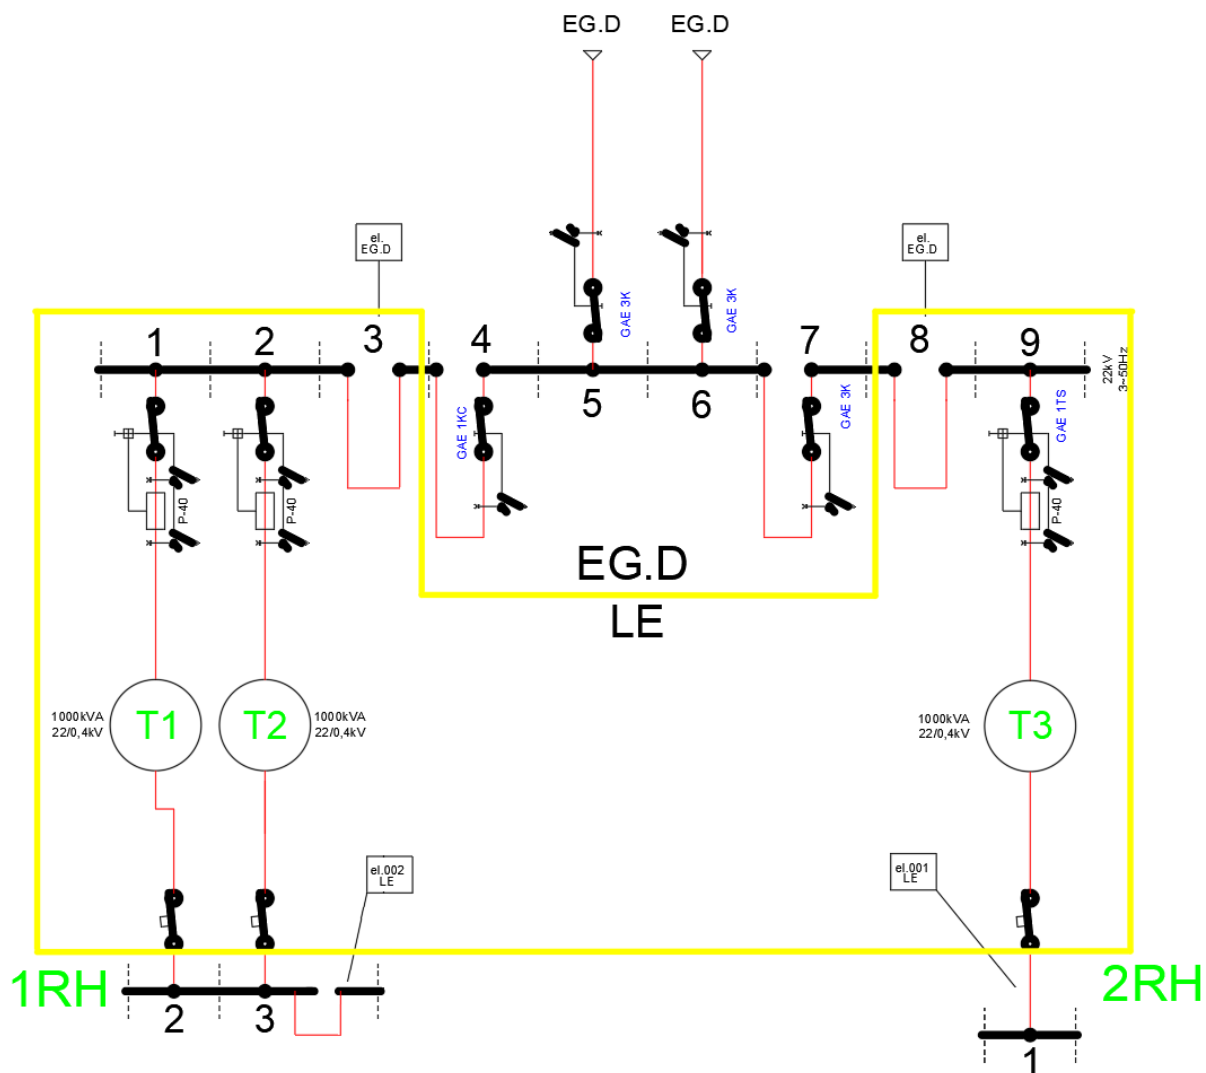 EG.D
EG.D
el.
EG.D
el.
EG.D
GAE 3K
GAE 3K
1
2
3
4
5
6
7
8
9
22kV
3~50Hz
GAE 1KC
GAE 3K
GAE 1TS
P-40
P-40
P-40
EG.D
LE
1000kVA
22/0,4kV
T1
T2
1000kVA
22/0,4kV
1000kVA
22/0,4kV
T3
el.002
LE
el.001
LE
1RH
2
3
2RH
1